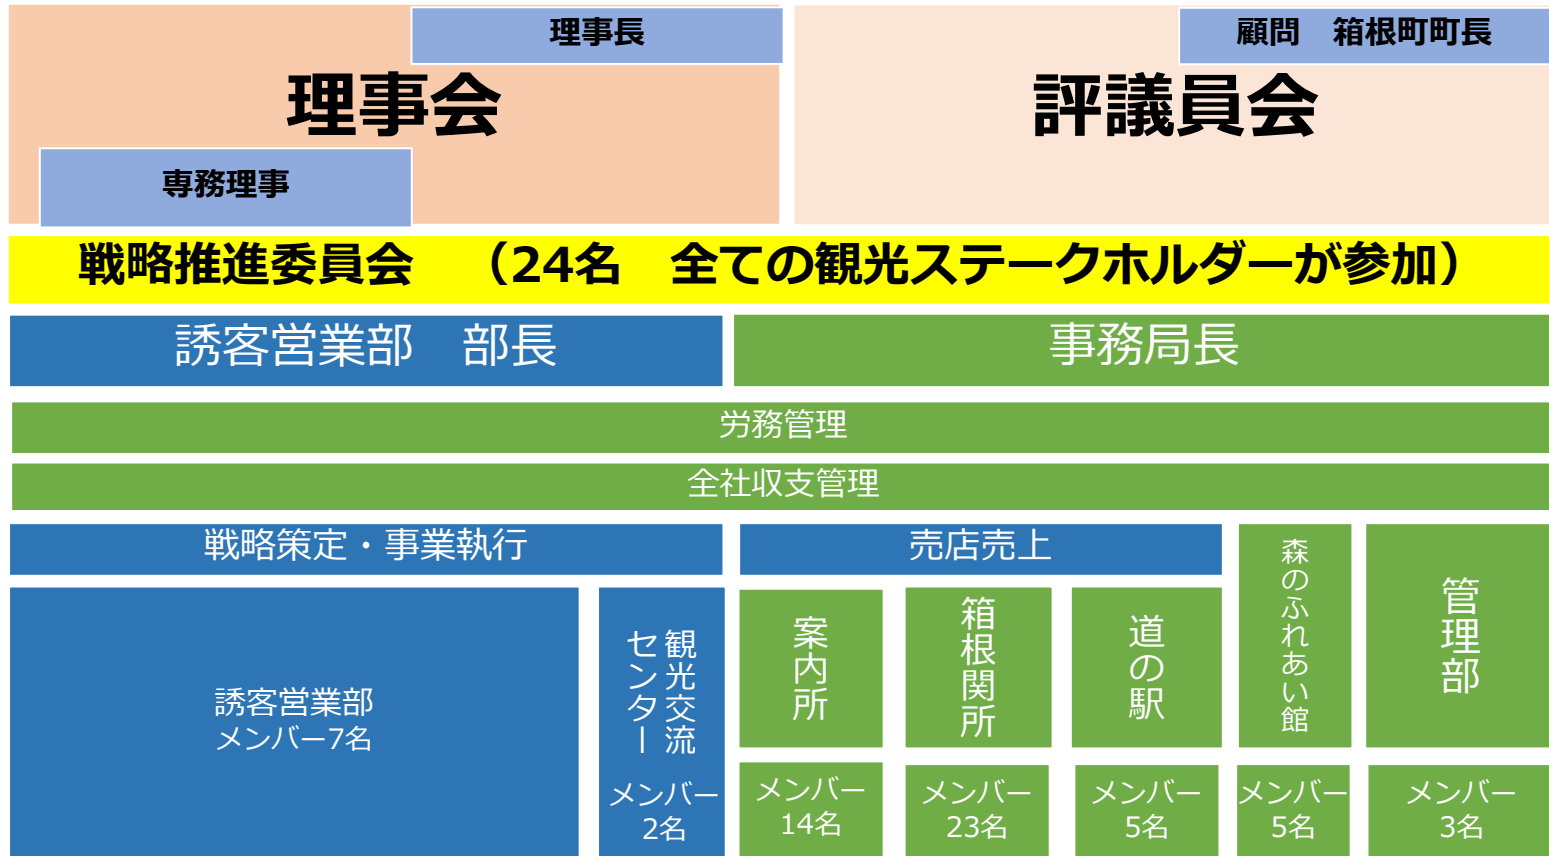 理事長
理事会
専務理事
顧問　箱根町町長
評議員会
戦略推進委員会　（24名　全ての観光ステークホルダーが参加）
誘客営業部　部長
事務局長
労務管理
全社収支管理
戦略策定・事業執行
売店売上
誘客営業部
メンバー7名
観光交流
センター
メンバー
2名
案内所
メンバー
14名
箱根関所
メンバー
23名
道の駅
メンバー
5名
森のふれあい館
メンバー
5名
管理部
メンバー
3名